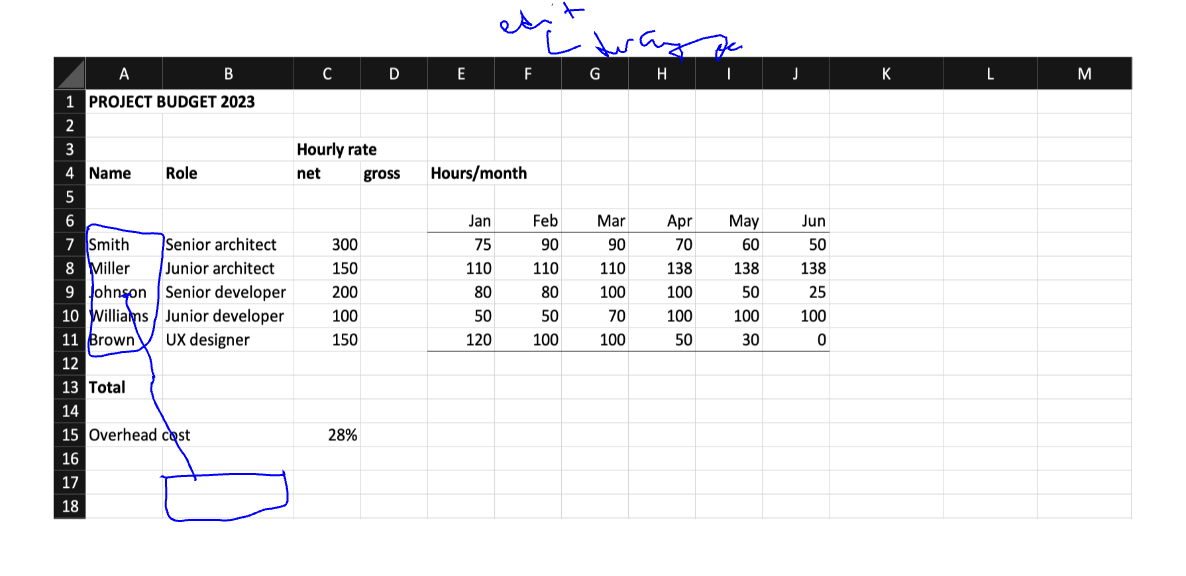 A B C D E F G H I J K L M
1 PROJECT BUDGET 2023
2
3 Hourly rate
4 Name Role net gross Hours/month
5
6 Jan Feb Mar Apr May Jun
7 Smith Senior architect 300 75 90 90 70 60 50
8 Miller Junior architect 150 110 110 110 138 138 138
9 Johnson Senior developer 200 80 80 100 100 50 25
10 Williams Junior developer 100 50 50 70 100 100 100
11 Brown UX designer 150 120 100 100 50 30 0
12
13 Total
14
15 Overhead cost 28%
16
17
18